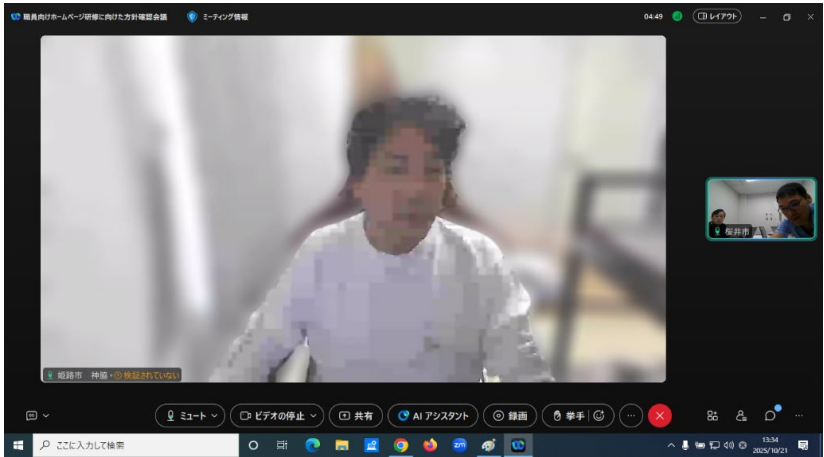 職員向けホームページ研修に向けた方針確認会議
ミーティング情報
04:49
レイアウト
桜井市
姫路市 神脇・検証されていない
ミュート
ビデオの停止
共有
AI アシスタント
録画
挙手
ここに入力して検索
zm
13:34
2025/10/21